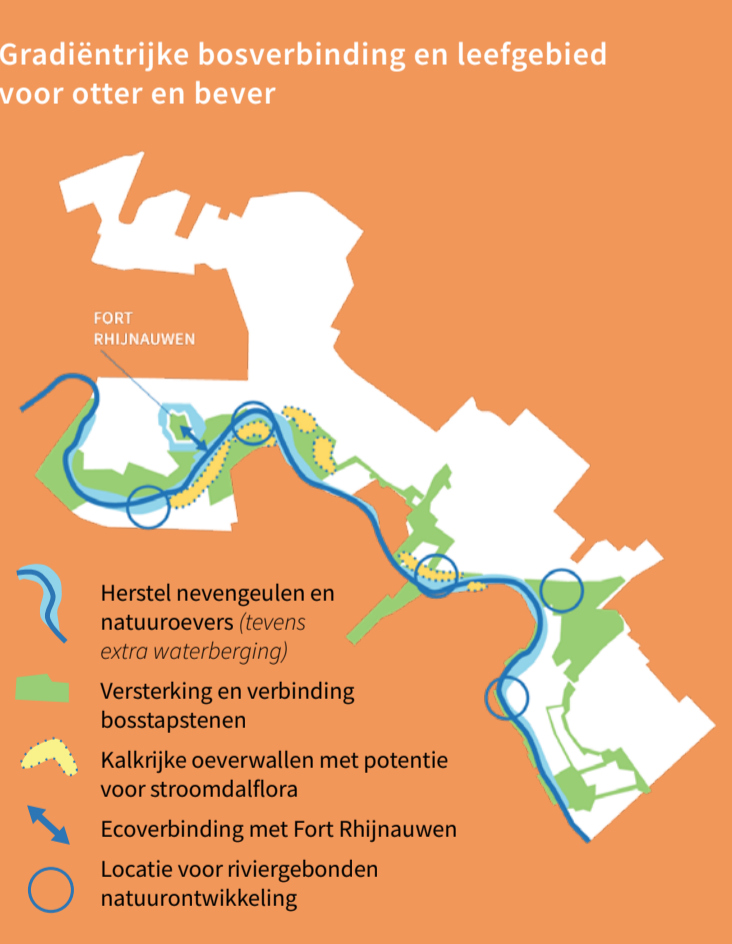 Gradiëntrijke bosverbinding en leefgebied
voor otter en bever
FORT
RHIJNAUWEN
Herstel nevengeulen en
natuuroevers (tevens
extra waterberging)
Versterking en verbinding
bosstapstenen
Kalkrijke oeverwallen met potentie
voor stroomdalflora
Ecoverbinding met Fort Rhijnauwen
Locatie voor riviergebonden
natuurontwikkeling